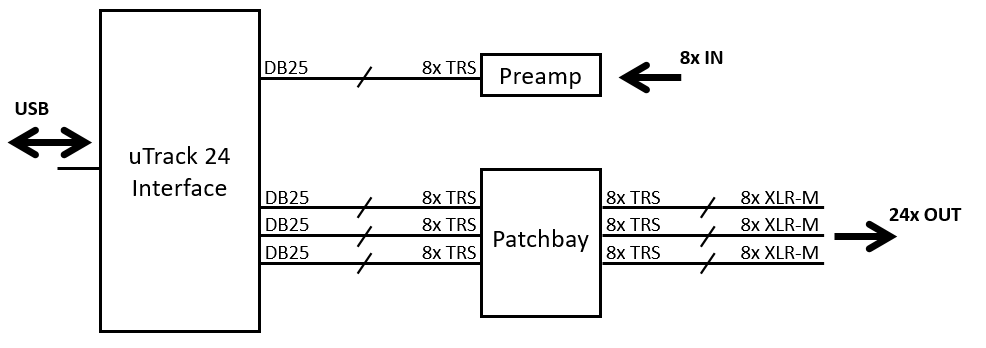 DB25 8x TRS Preamp 8x IN
USB
uTrack 24
Interface
DB25 8x TRS 8x TRS 8x XLR-M
DB25 8x TRS 8x TRS 8x XLR-M
DB25 8x TRS 8x TRS 8x XLR-M
Patchbay
24x OUT